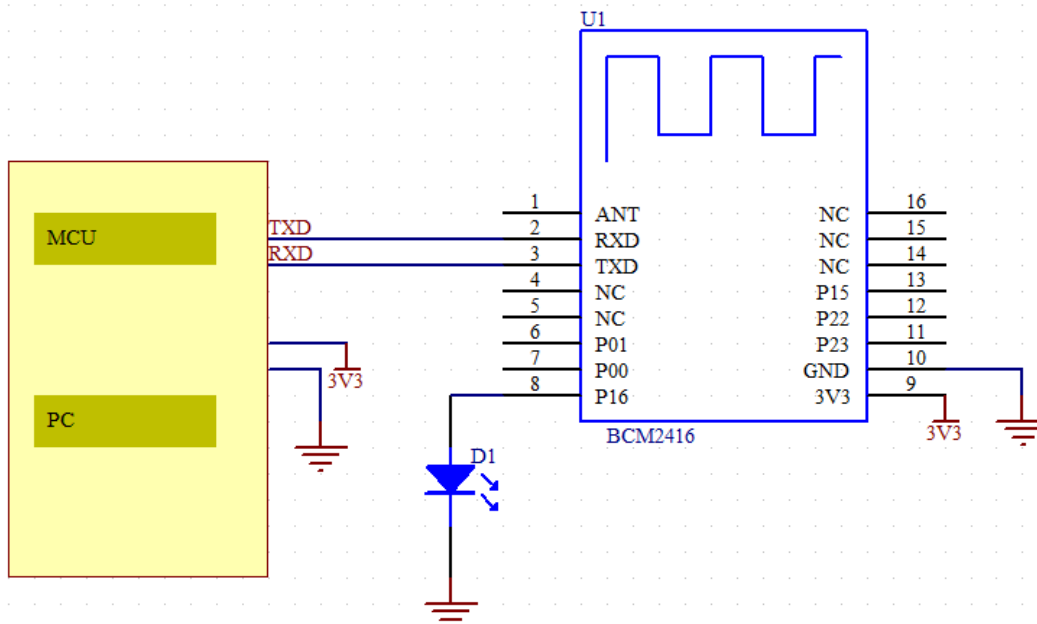 U1
MCU
TXD
RXD
3V3
PC
1 ANT NC 16
2 RXD NC 15
3 TXD NC 14
4 NC P15 13
5 NC P22 12
6 P01 P23 11
7 P00 GND 10
8 P16 3V3 9
BCM2416
3V3
D1